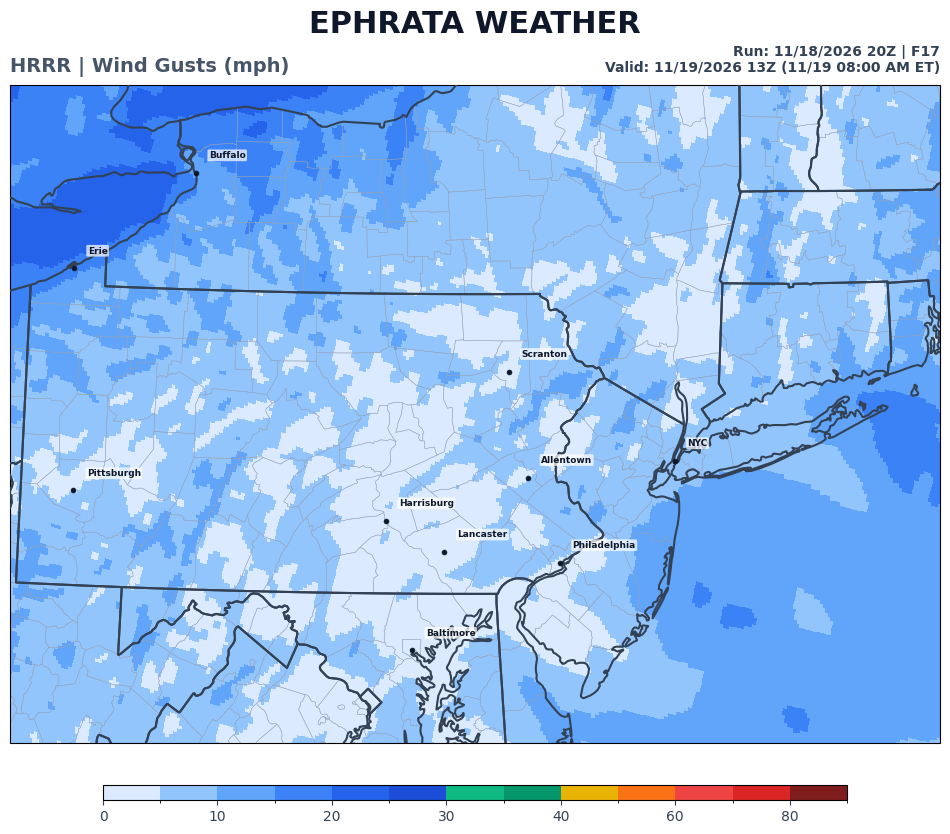 EPHRATA WEATHER
HRRR | Wind Gusts (mph)
Run: 11/18/2026 20Z | F17
Valid: 11/19/2026 13Z (11/19 08:00 AM ET)
Buffalo
Erie
Scranton
NYC
Allentown
Pittsburgh
Harrisburg
Lancaster
Philadelphia
Baltimore
0 10 20 30 40 60 80